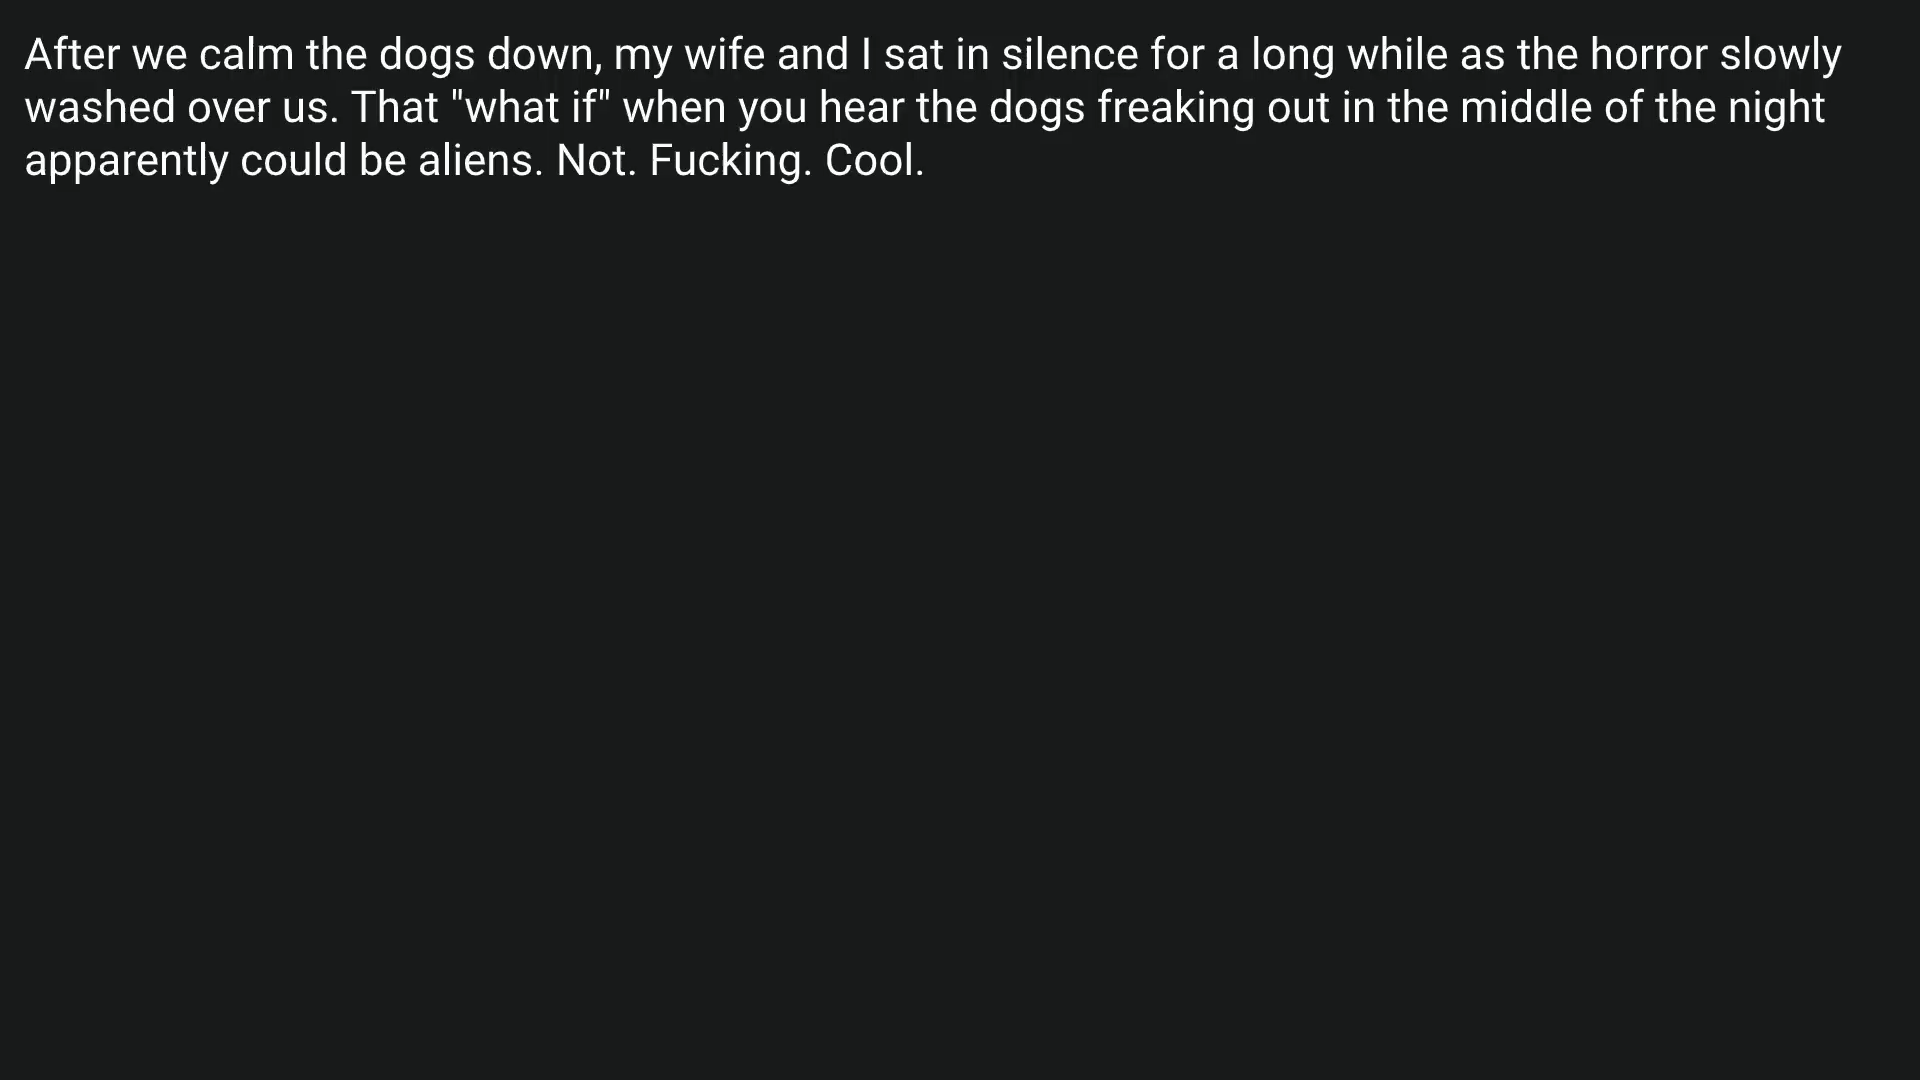 After we calm the dogs down, my wife and I sat in silence for a long while as the horror slowly
washed over us. That "what if" when you hear the dogs freaking out in the middle of the night
apparently could be aliens. Not. Fucking. Cool.